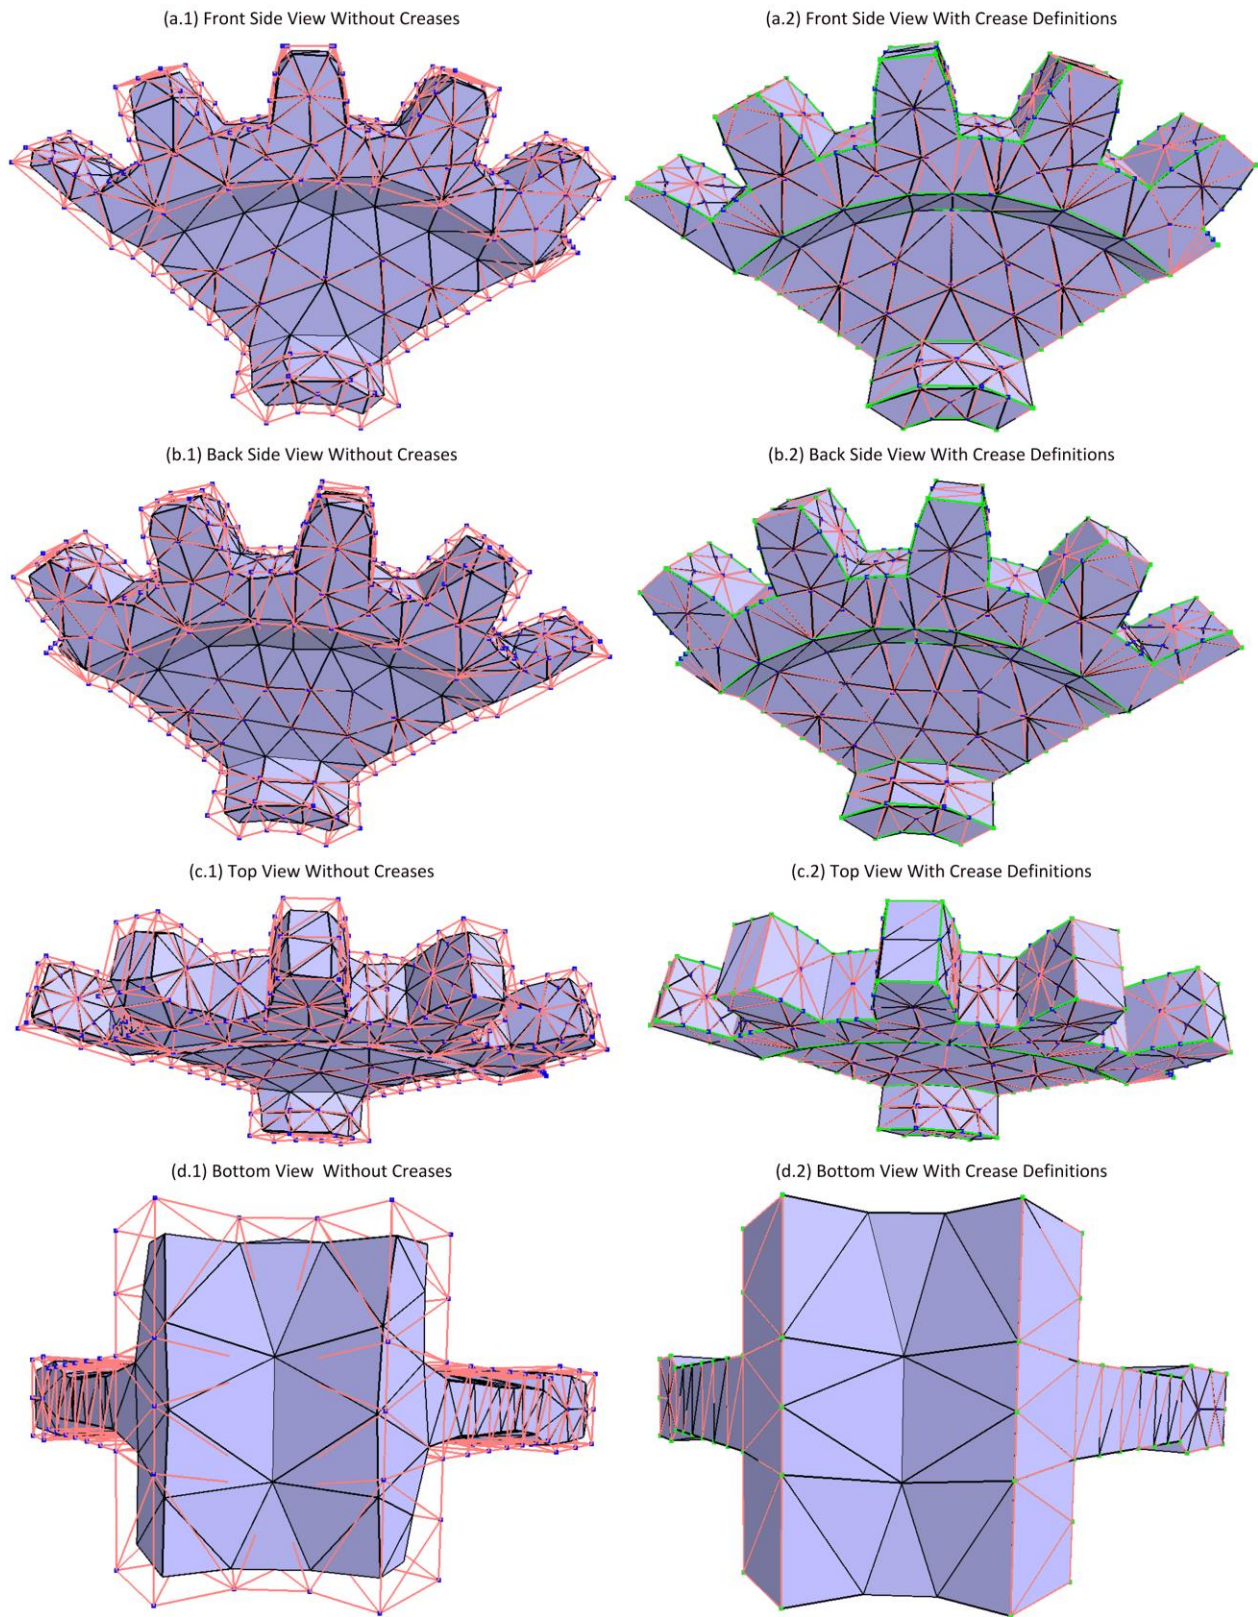 (a.1) Front Side View Without Creases
(a.2) Front Side View With Crease Definitions
(b.1) Back Side View Without Creases
(b.2) Back Side View With Crease Definitions
(c.1) Top View Without Creases
(c.2) Top View With Crease Definitions
(d.1) Bottom View  Without Creases
(d.2) Bottom View With Crease Definitions